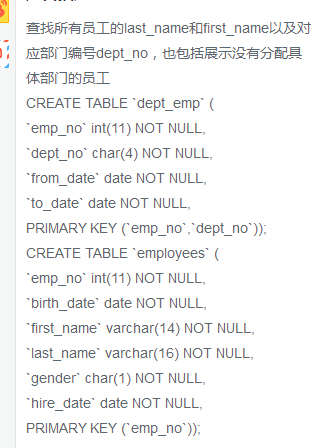 查找所有员工的last_name和first_name以及对
应部门编号dept_no，也包括展示没有分配具
体部门的员工
CREATE TABLE `dept_emp` (
`emp_no` int(11) NOT NULL,
`dept_no` char(4) NOT NULL,
`from_date` date NOT NULL,
`to_date` date NOT NULL,
PRIMARY KEY (`emp_no`,`dept_no`));
CREATE TABLE `employees` (
`emp_no` int(11) NOT NULL,
`birth_date` date NOT NULL,
`first_name` varchar(14) NOT NULL,
`last_name` varchar(16) NOT NULL,
`gender` char(1) NOT NULL,
`hire_date` date NOT NULL,
PRIMARY KEY (`emp_no`));